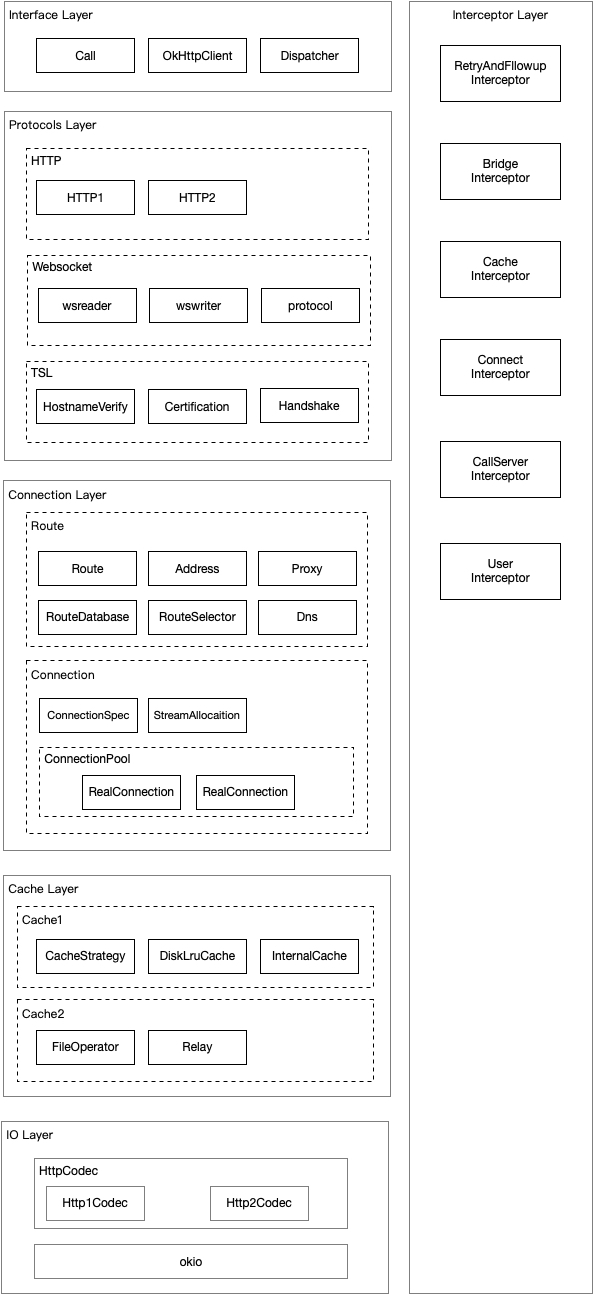 Interface Layer
Call
OkHttpClient
Dispatcher
Protocols Layer
HTTP
HTTP1
HTTP2
Websocket
wsreader
wswriter
protocol
TSL
HostnameVerify
Certification
Handshake
Connection Layer
Route
Route
Address
Proxy
RouteDatabase
RouteSelector
Dns
Connection
ConnectionSpec
StreamAllocaition
ConnectionPool
RealConnection
RealConnection
Cache Layer
Cache1
CacheStrategy
DiskLruCache
InternalCache
Cache2
FileOperator
Relay
IO Layer
HttpCodec
Http1Codec
Http2Codec
okio
Interceptor Layer
RetryAndFllowup
Interceptor
Bridge
Interceptor
Cache
Interceptor
Connect
Interceptor
CallServer
Interceptor
User
Interceptor